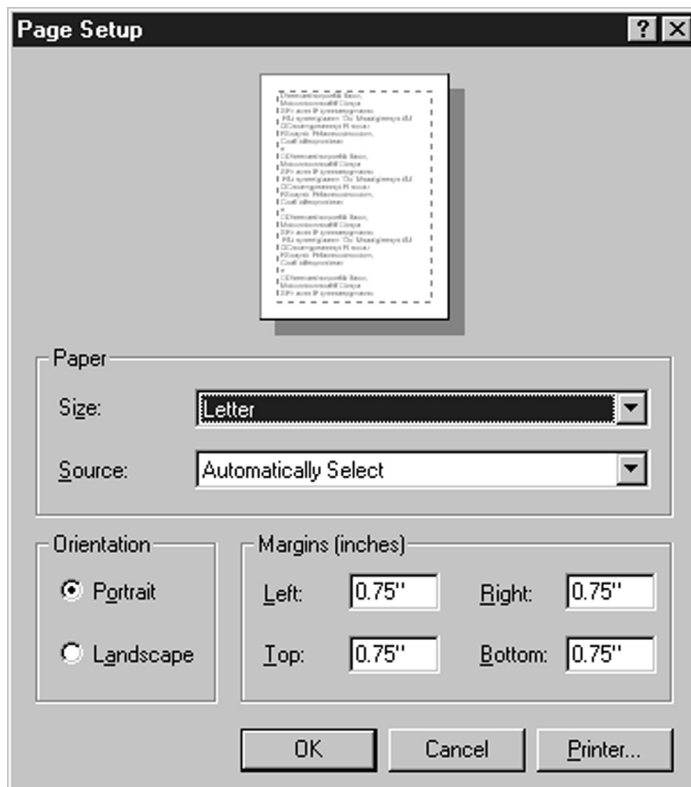 Page Setup
Paper
Size:
Letter
Source:
Automatically Select
Orientation
Portrait
Landscape
Margins (inches)
Left:
0.75"
Right:
0.75"
Top:
0.75"
Bottom:
0.75"
OK
Cancel
Printer...